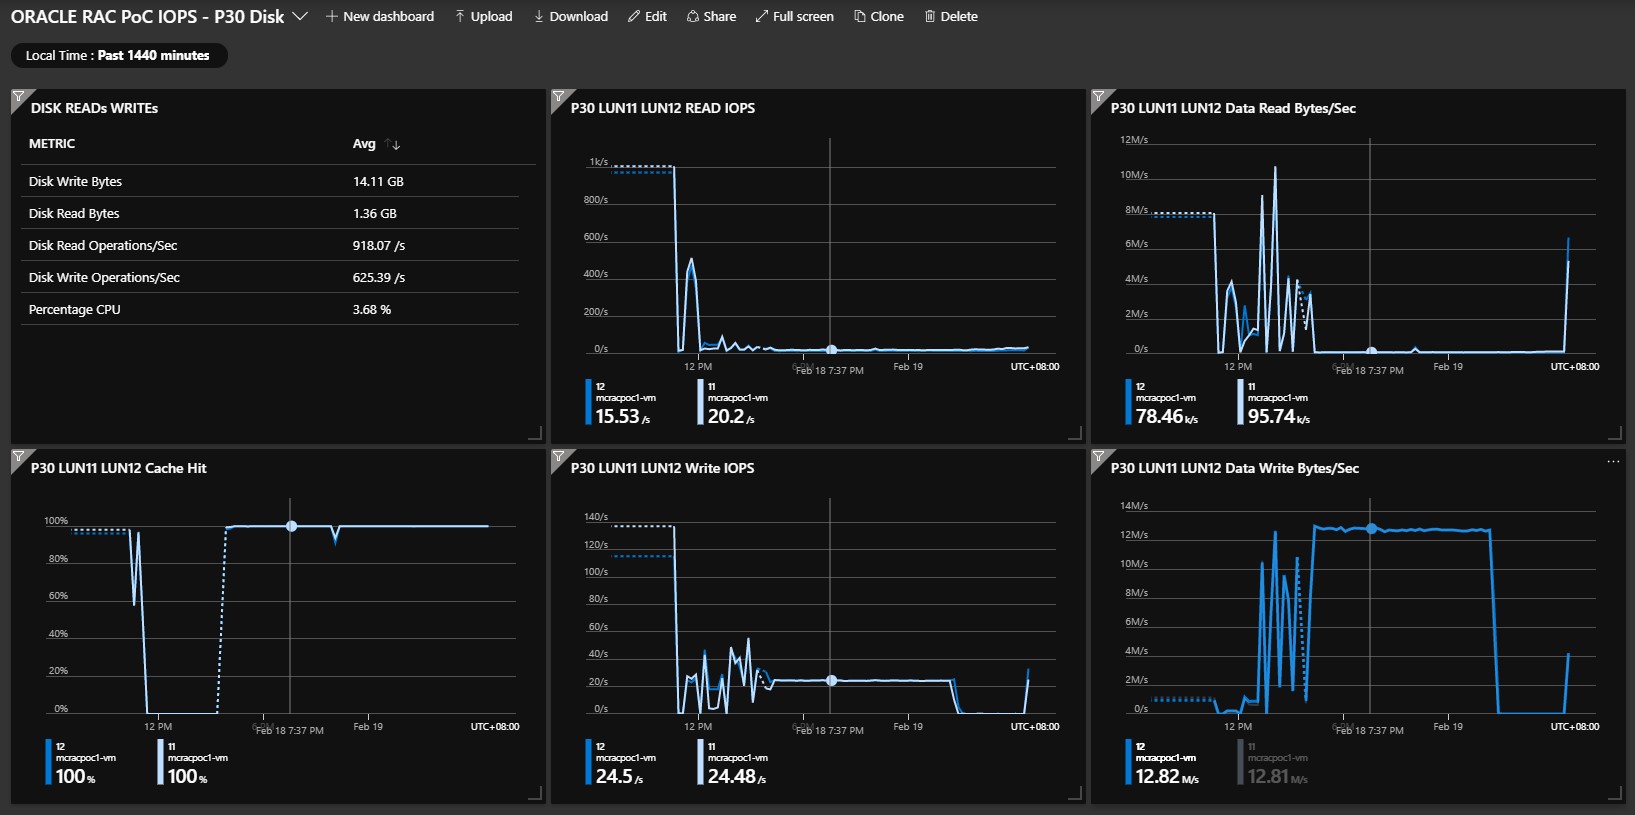 ORACLE RAC PoC IOPS - P30 Disk
New dashboard
Upload
Download
Edit
Share
Full screen
Clone
Delete
Local Time : Past 1440 minutes
DISK READs WRITEs
METRIC Avg
Disk Write Bytes 14.11 GB
Disk Read Bytes 1.36 GB
Disk Read Operations/Sec 918.07 /s
Disk Write Operations/Sec 625.39 /s
Percentage CPU 3.68 %
P30 LUN11 LUN12 READ IOPS
1k/s
800/s
600/s
400/s
200/s
0/s
12 PM
Feb 18 7:37 PM
Feb 19
UTC+08:00
12
mcracpoc1-vm
15.53 /s
11
mcracpoc1-vm
20.2 /s
P30 LUN11 LUN12 Data Read Bytes/Sec
12M/s
10M/s
8M/s
6M/s
4M/s
2M/s
0/s
12 PM
Feb 18 7:37 PM
Feb 19
UTC+08:00
12
mcracpoc1-vm
78.46 k/s
11
mcracpoc1-vm
95.74 k/s
P30 LUN11 LUN12 Cache Hit
100%
80%
60%
40%
20%
0%
12 PM
Feb 18 7:37 PM
Feb 19
UTC+08:00
12
mcracpoc1-vm
100 %
11
mcracpoc1-vm
100 %
P30 LUN11 LUN12 Write IOPS
140/s
120/s
100/s
80/s
60/s
40/s
20/s
0/s
12 PM
Feb 18 7:37 PM
Feb 19
UTC+08:00
12
mcracpoc1-vm
24.5 /s
11
mcracpoc1-vm
24.48 /s
P30 LUN11 LUN12 Data Write Bytes/Sec
14M/s
12M/s
10M/s
8M/s
6M/s
4M/s
2M/s
0/s
12 PM
Feb 18 7:37 PM
Feb 19
UTC+08:00
12
mcracpoc1-vm
12.82 M/s
11
mcracpoc1-vm
12.81 M/s